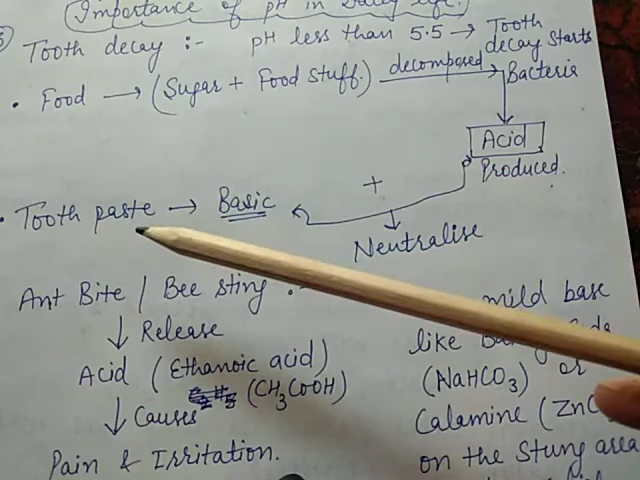 Importance of pH in Daily life.
Tooth decay :- pH less than 5.5 → Tooth decay starts
• Food → (Sugar + Food Stuff) decomposed → Bacteria
Acid
Produced.
+
• Tooth paste → Basic
Neutralise
Ant Bite / Bee sting :-
↓ Release
Acid (Ethanoic acid)
(CH3COOH)
↓ Causes
Pain & Irritation.
mild base
like
(NaHCO3) or
Calamine (ZnC
on the stung area